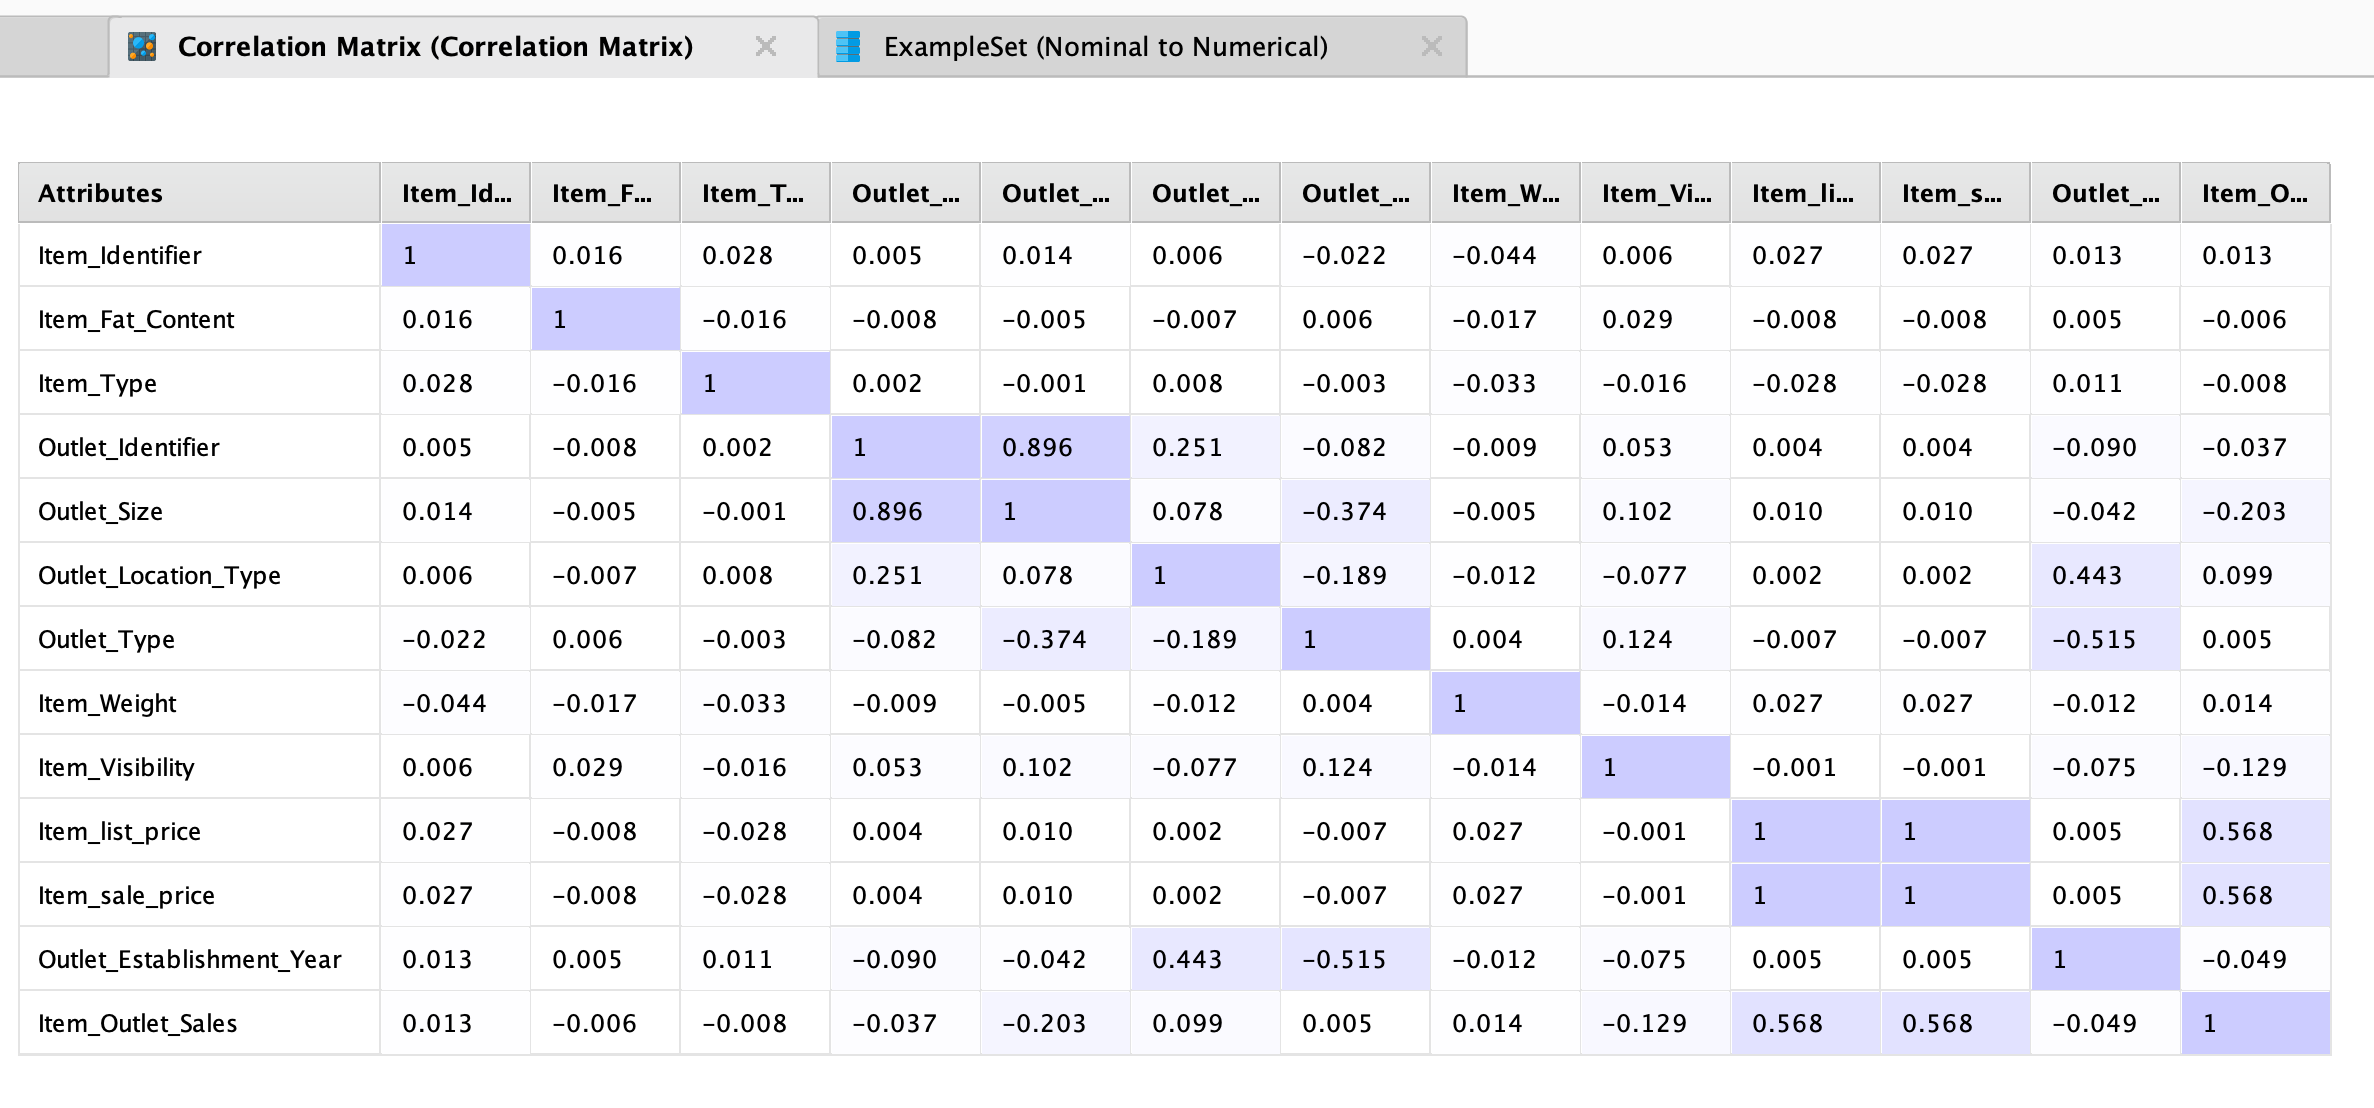 Correlation Matrix (Correlation Matrix) ExampleSet (Nominal to Numerical)
Attributes Item_Id... Item_F... Item_T... Outlet_... Outlet_... Outlet_... Outlet_... Item_W... Item_Vi... Item_li... Item_s... Outlet_... Item_O...
Item_Identifier 1 0.016 0.028 0.005 0.014 0.006 -0.022 -0.044 0.006 0.027 0.027 0.013 0.013
Item_Fat_Content 0.016 1 -0.016 -0.008 -0.005 -0.007 0.006 -0.017 0.029 -0.008 -0.008 0.005 -0.006
Item_Type 0.028 -0.016 1 0.002 -0.001 0.008 -0.003 -0.033 -0.016 -0.028 -0.028 0.011 -0.008
Outlet_Identifier 0.005 -0.008 0.002 1 0.896 0.251 -0.082 -0.009 0.053 0.004 0.004 -0.090 -0.037
Outlet_Size 0.014 -0.005 -0.001 0.896 1 0.078 -0.374 -0.005 0.102 0.010 0.010 -0.042 -0.203
Outlet_Location_Type 0.006 -0.007 0.008 0.251 0.078 1 -0.189 -0.012 -0.077 0.002 0.002 0.443 0.099
Outlet_Type -0.022 0.006 -0.003 -0.082 -0.374 -0.189 1 0.004 0.124 -0.007 -0.007 -0.515 0.005
Item_Weight -0.044 -0.017 -0.033 -0.009 -0.005 -0.012 0.004 1 -0.014 0.027 0.027 -0.012 0.014
Item_Visibility 0.006 0.029 -0.016 0.053 0.102 -0.077 0.124 -0.014 1 -0.001 -0.001 -0.075 -0.129
Item_list_price 0.027 -0.008 -0.028 0.004 0.010 0.002 -0.007 0.027 -0.001 1 1 0.005 0.568
Item_sale_price 0.027 -0.008 -0.028 0.004 0.010 0.002 -0.007 0.027 -0.001 1 1 0.005 0.568
Outlet_Establishment_Year 0.013 0.005 0.011 -0.090 -0.042 0.443 -0.515 -0.012 -0.075 0.005 0.005 1 -0.049
Item_Outlet_Sales 0.013 -0.006 -0.008 -0.037 -0.203 0.099 0.005 0.014 -0.129 0.568 0.568 -0.049 1